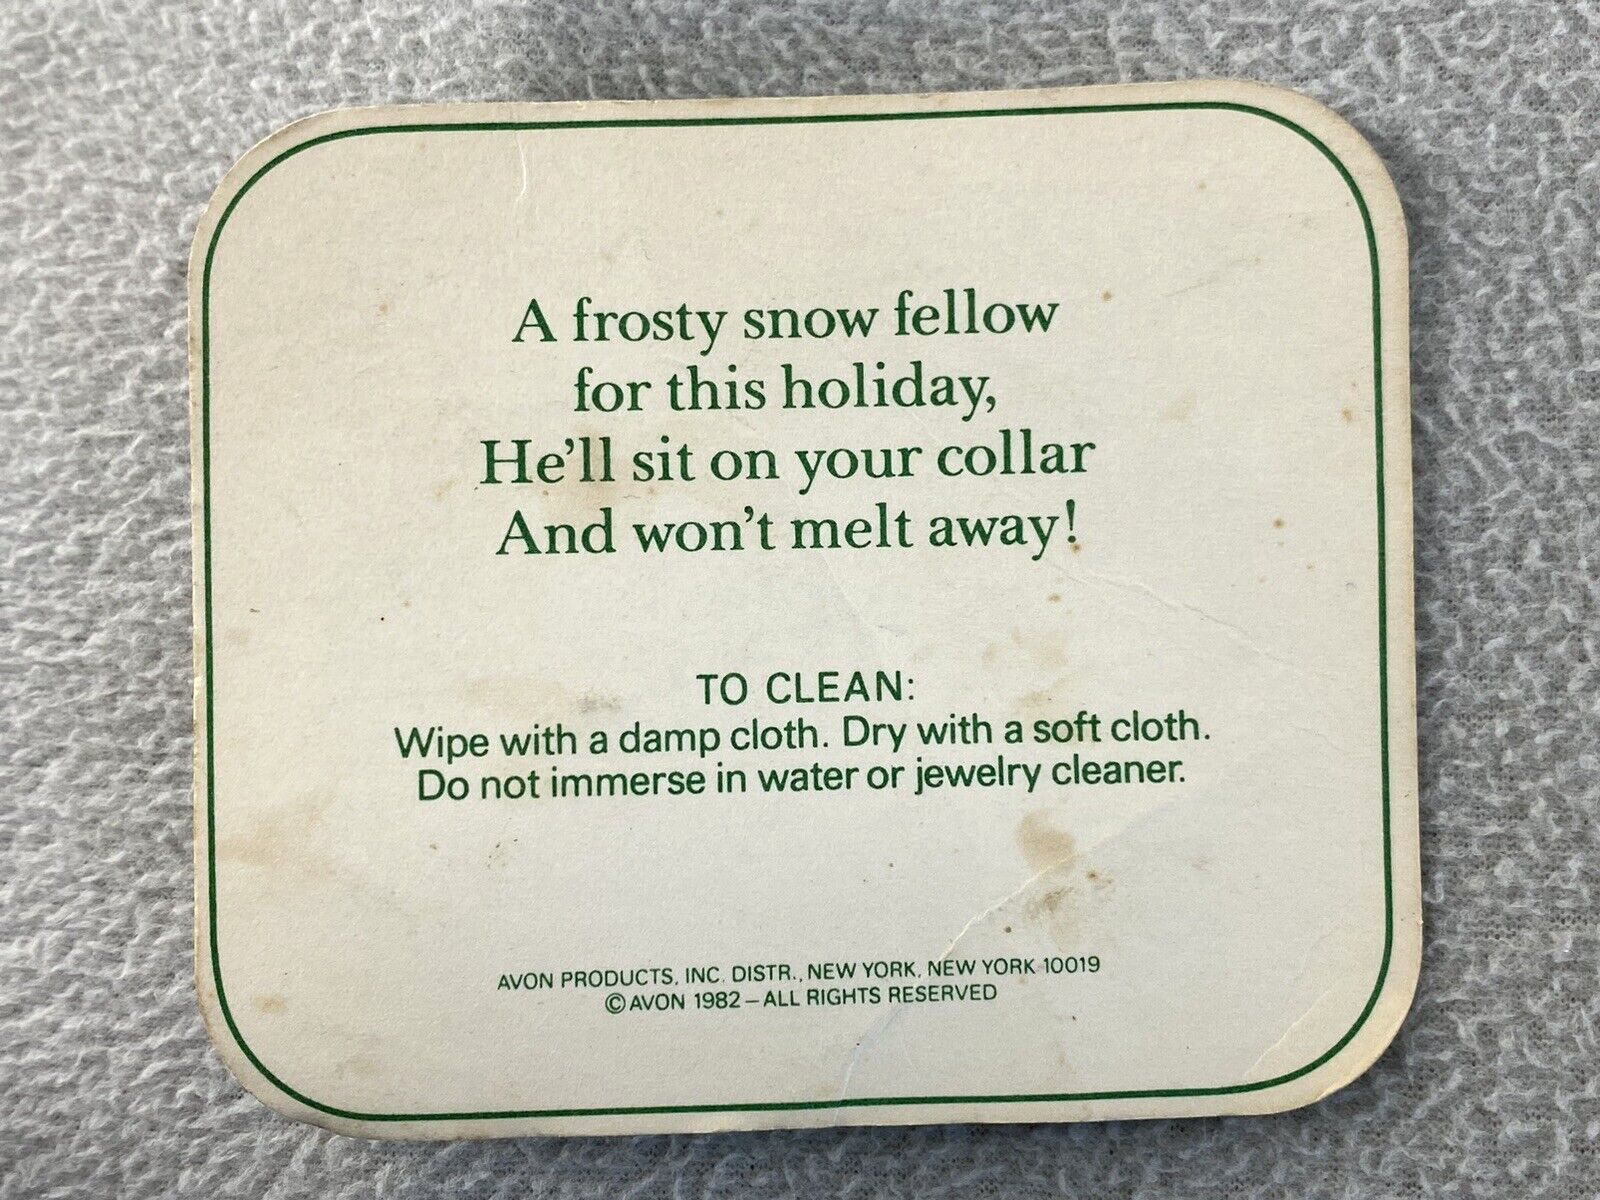 A frosty snow fellow
for this holiday,
He'll sit on your collar
And won't melt away!
TO CLEAN:
Wipe with a damp cloth. Dry with a soft cloth.
Do not immerse in water or jewelry cleaner.
AVON PRODUCTS, INC. DISTR., NEW YORK, NEW YORK 10019
© AVON 1982 – ALL RIGHTS RESERVED